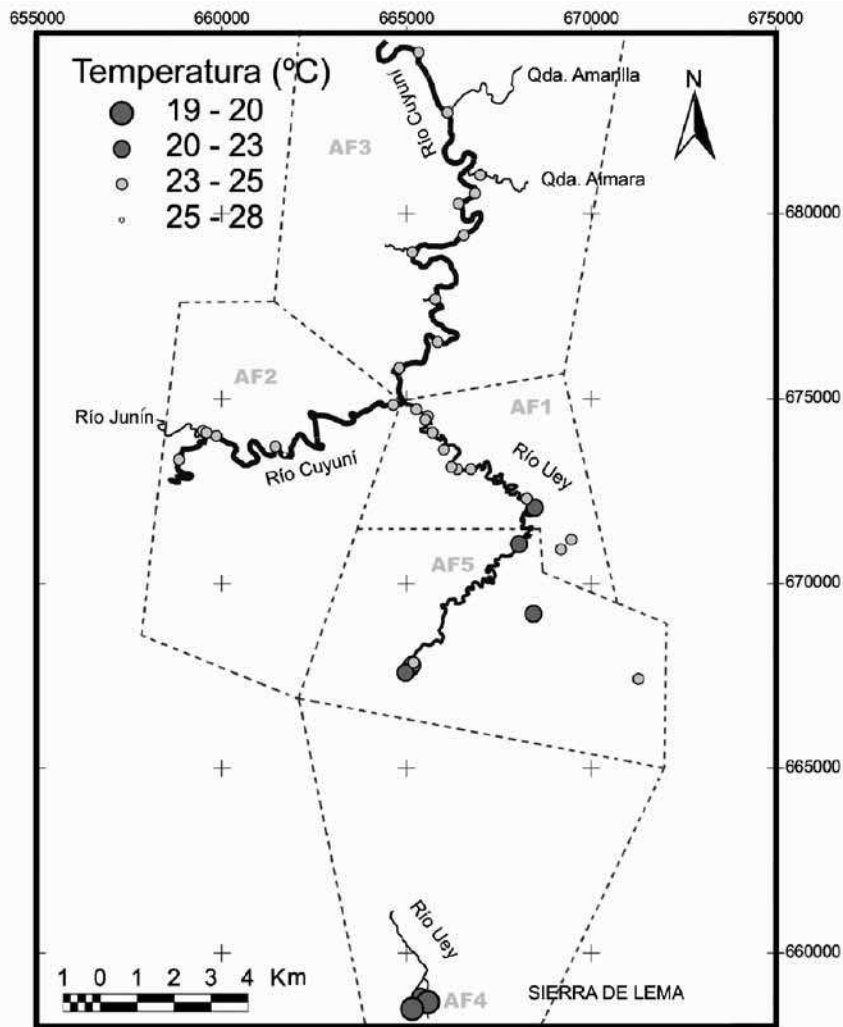 655000 660000 665000 670000 675000
Temperatura (ºC)
19 - 20
20 - 23
23 - 25
25 - 28
Río Cuyuní
Qda. Amarilla
N
AF3
Qda. Aimara
680000
AF2
AF1
675000
Río Junín
Río Cuyuní
Río Uey
AF5
670000
665000
Río Uey
660000
1 0 1 2 3 4 Km
AF4
SIERRA DE LEMA